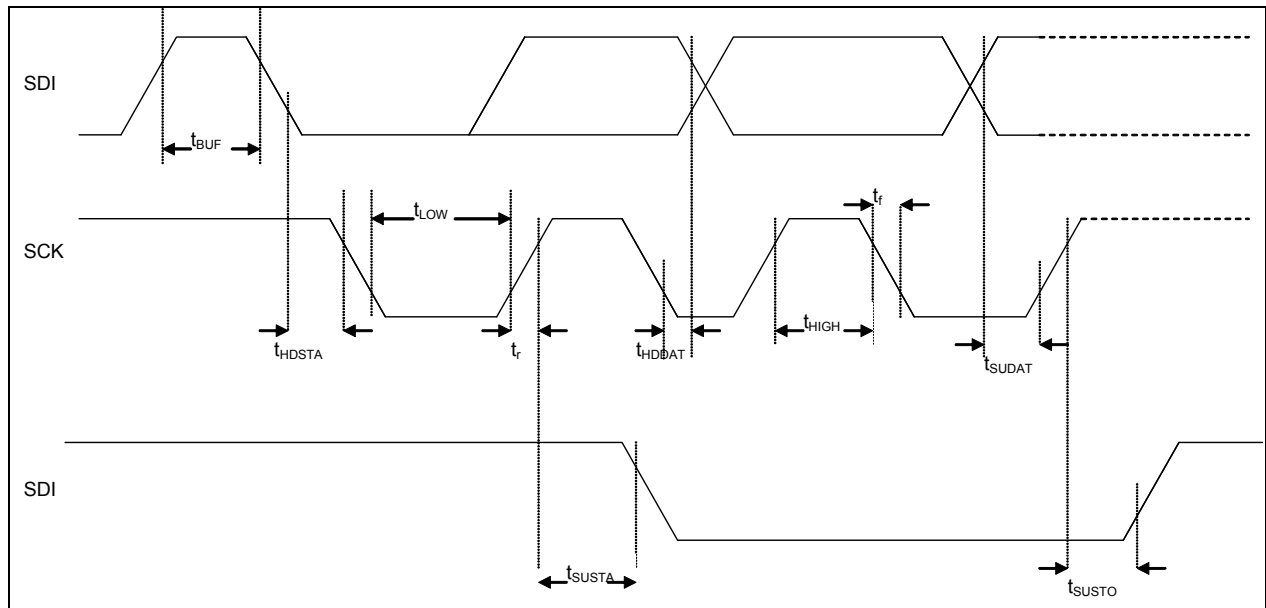 SDI
tBUF
tLOW
tf
SCK
tHDSTA
tr
tHDDAT
tHIGH
tSUDAT
SDI
tSUSTA
tSUSTO